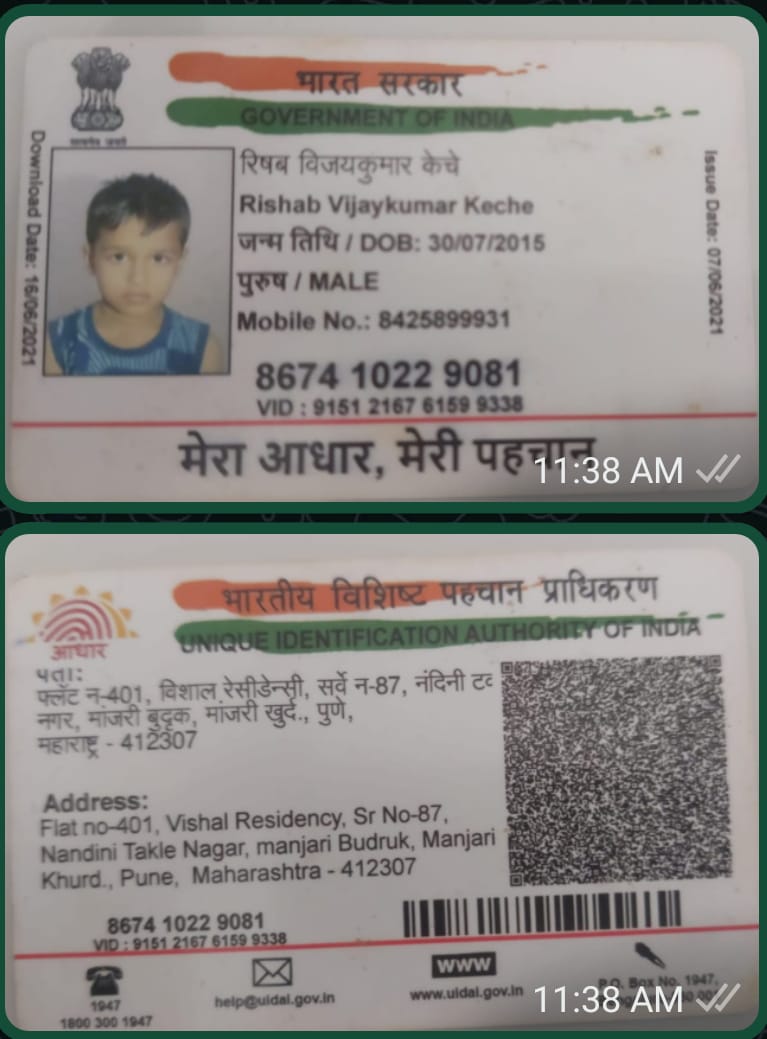 भारत सरकार
GOVERNMENT OF INDIA
सत्यमेव जयते
Download Date: 16/06/2021
रिषब विजयकुमार केचे
Rishab Vijaykumar Keche
जन्म तिथि / DOB: 30/07/2015
पुरुष / MALE
Mobile No.: 8425899931
Issue Date: 07/06/2021
8674 1022 9081
VID : 9151 2167 6159 9338
मेरा आधार, मेरी पहचान
11:38 AM
भारतीय विशिष्ट पहचान प्राधिकरण
UNIQUE IDENTIFICATION AUTHORITY OF INDIA
आधार
पता:
फ्लॅट नं-401, विशाल रेसीडेन्सी, सर्वे न-87, नंदिनी
नगर, मांजरी बुद्रुक, मांजरी खुर्द., पुणे,
महाराष्ट्र - 412307
Address:
Flat no-401, Vishal Residency, Sr No-87,
Nandini Takle Nagar, manjari Budruk, Manjari
Khurd., Pune, Maharashtra - 412307
8674 1022 9081
VID : 9151 2167 6159 9338
1947
1800 300 1947
help@uidai.gov.in
www
www.uidai.gov.in
P.O. Box No. 1947,
11:38 AM